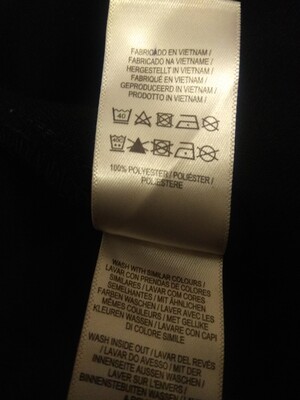 FABRICADO EN VIETNAM /
FABRICADO NA VIETNAME /
HERGESTELLT IN VIETNAM /
FABRIQUÉ EN VIETNAM /
GEPRODUCEERD IN VIETNAM /
PRODOTTO IN VIETNAM /
40
100% POLYESTER / POLIÉSTER /
POLIESTERE
WASH WITH SIMILAR COLOURS /
LAVAR CON PRENDAS DE COLORES
SIMILARES / LAVAR COM CORES
SEMELHANTES / MIT ÄHNLICHEN
FARBEN WASCHEN / LAVER AVEC LES
MÊMES COULEURS / MET GELIJKE
KLEUREN WASSEN / LAVARE CON CAPI
DI COLORE SIMILE
WASH INSIDE OUT / LAVAR DEL REVÉS
/ LAVAR DO AVESSO / MIT DER
INNENSEITE AUSSEN WASCHEN /
LAVER SUR L'ENVERS /
BINNENSTEBUITEN WASSEN /